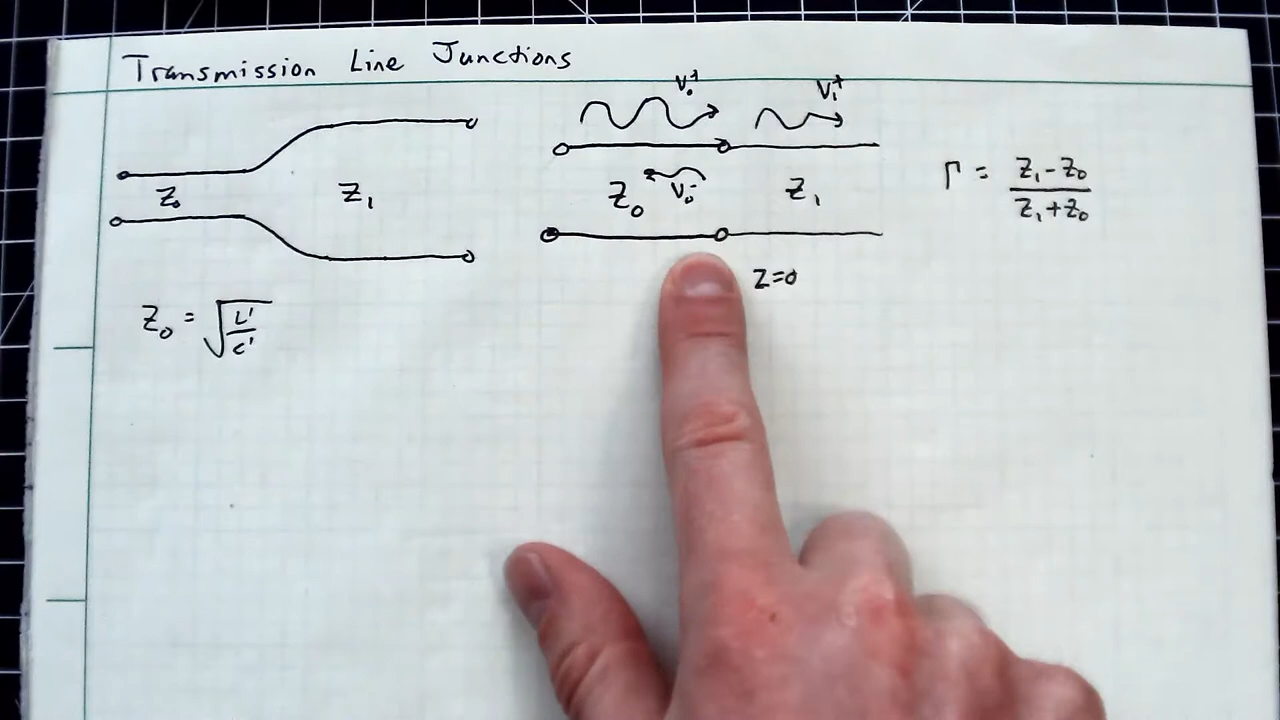 Transmission Line Junctions
Z₀
Z₁
Z₀ = √(L'/C')
V₀⁺
V₁⁺
Z₀
V₀⁻
Z₁
z=0
Γ = (Z₁-Z₀)/(Z₁+Z₀)